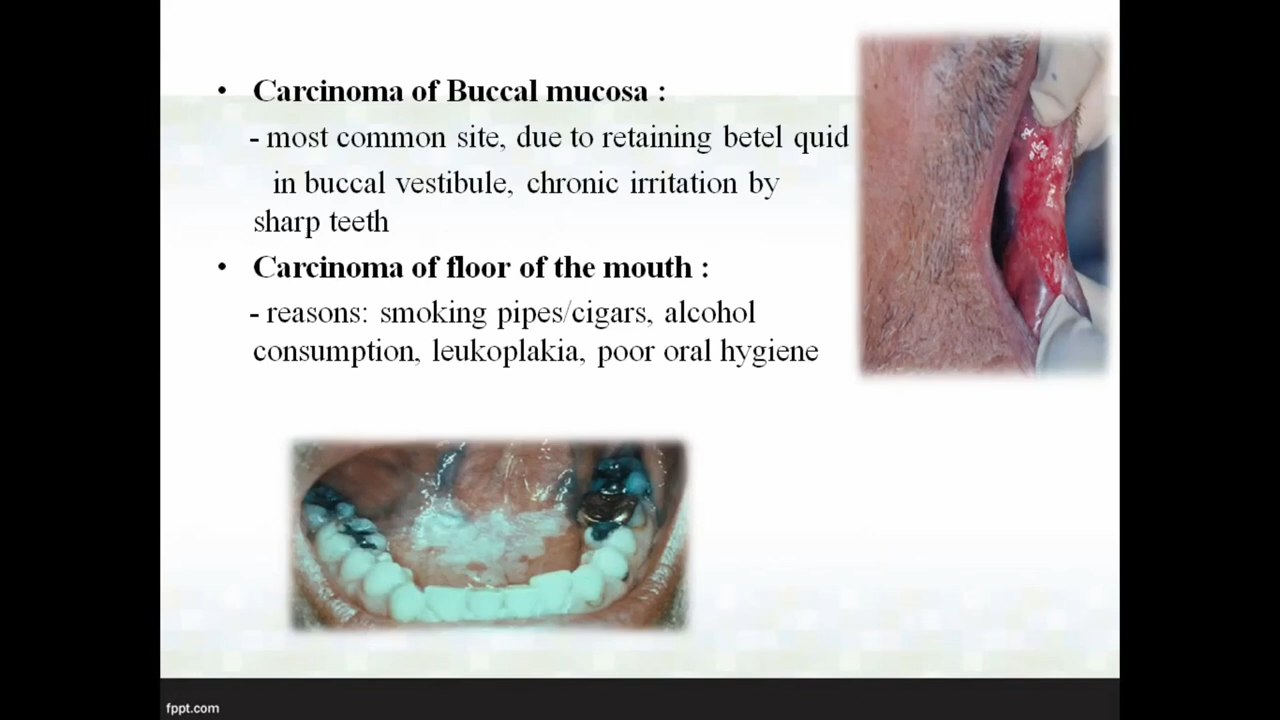 • Carcinoma of Buccal mucosa :
- most common site, due to retaining betel quid
in buccal vestibule, chronic irritation by
sharp teeth
• Carcinoma of floor of the mouth :
- reasons: smoking pipes/cigars, alcohol
consumption, leukoplakia, poor oral hygiene
fppt.com